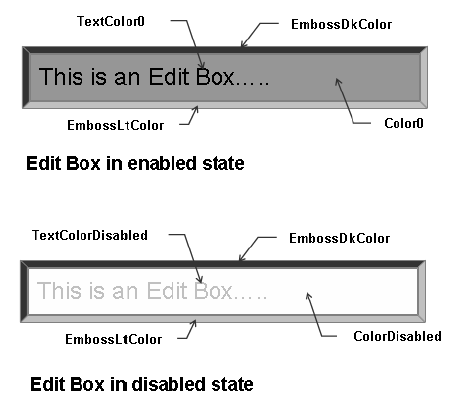 TextColor0
EmbossDkColor
This is an Edit Box.....
EmbossLtColor
Color0
Edit Box in enabled state
TextColorDisabled
EmbossDkColor
This is an Edit Box.....
EmbossLtColor
ColorDisabled
Edit Box in disabled state